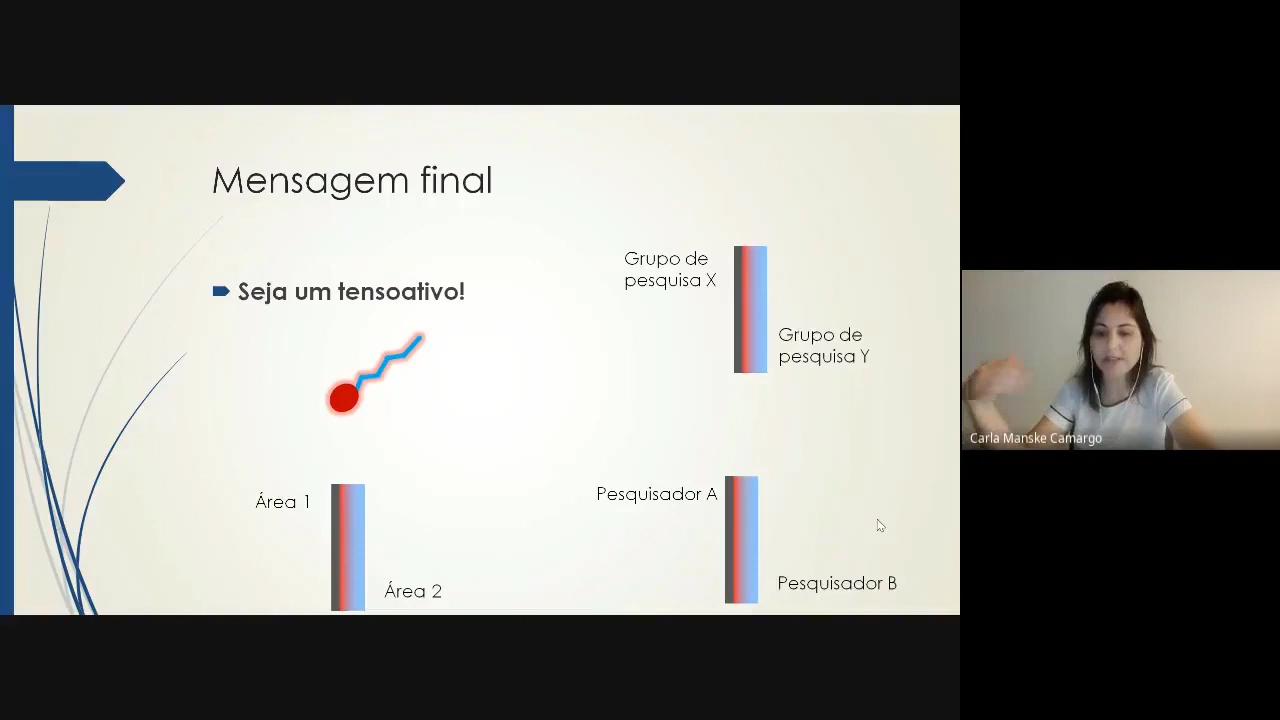 Mensagem final
Seja um tensoativo!
Grupo de
pesquisa X
Grupo de
pesquisa Y
Área 1
Área 2
Pesquisador A
Pesquisador B
Carla Manske Camargo